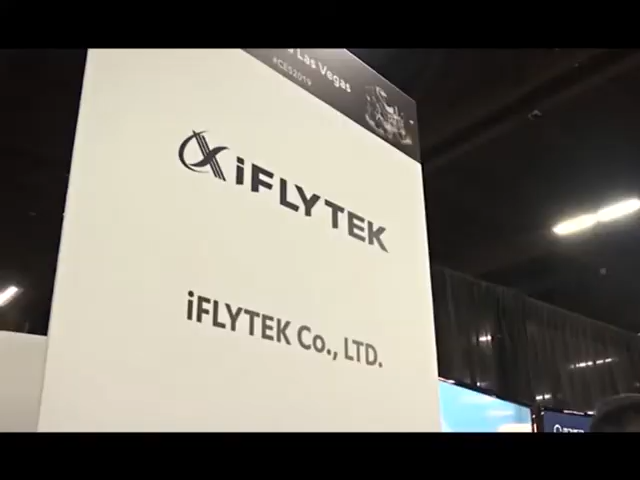 Las Vegas
#CES2019
iFLYTEK
iFLYTEK Co., LTD.